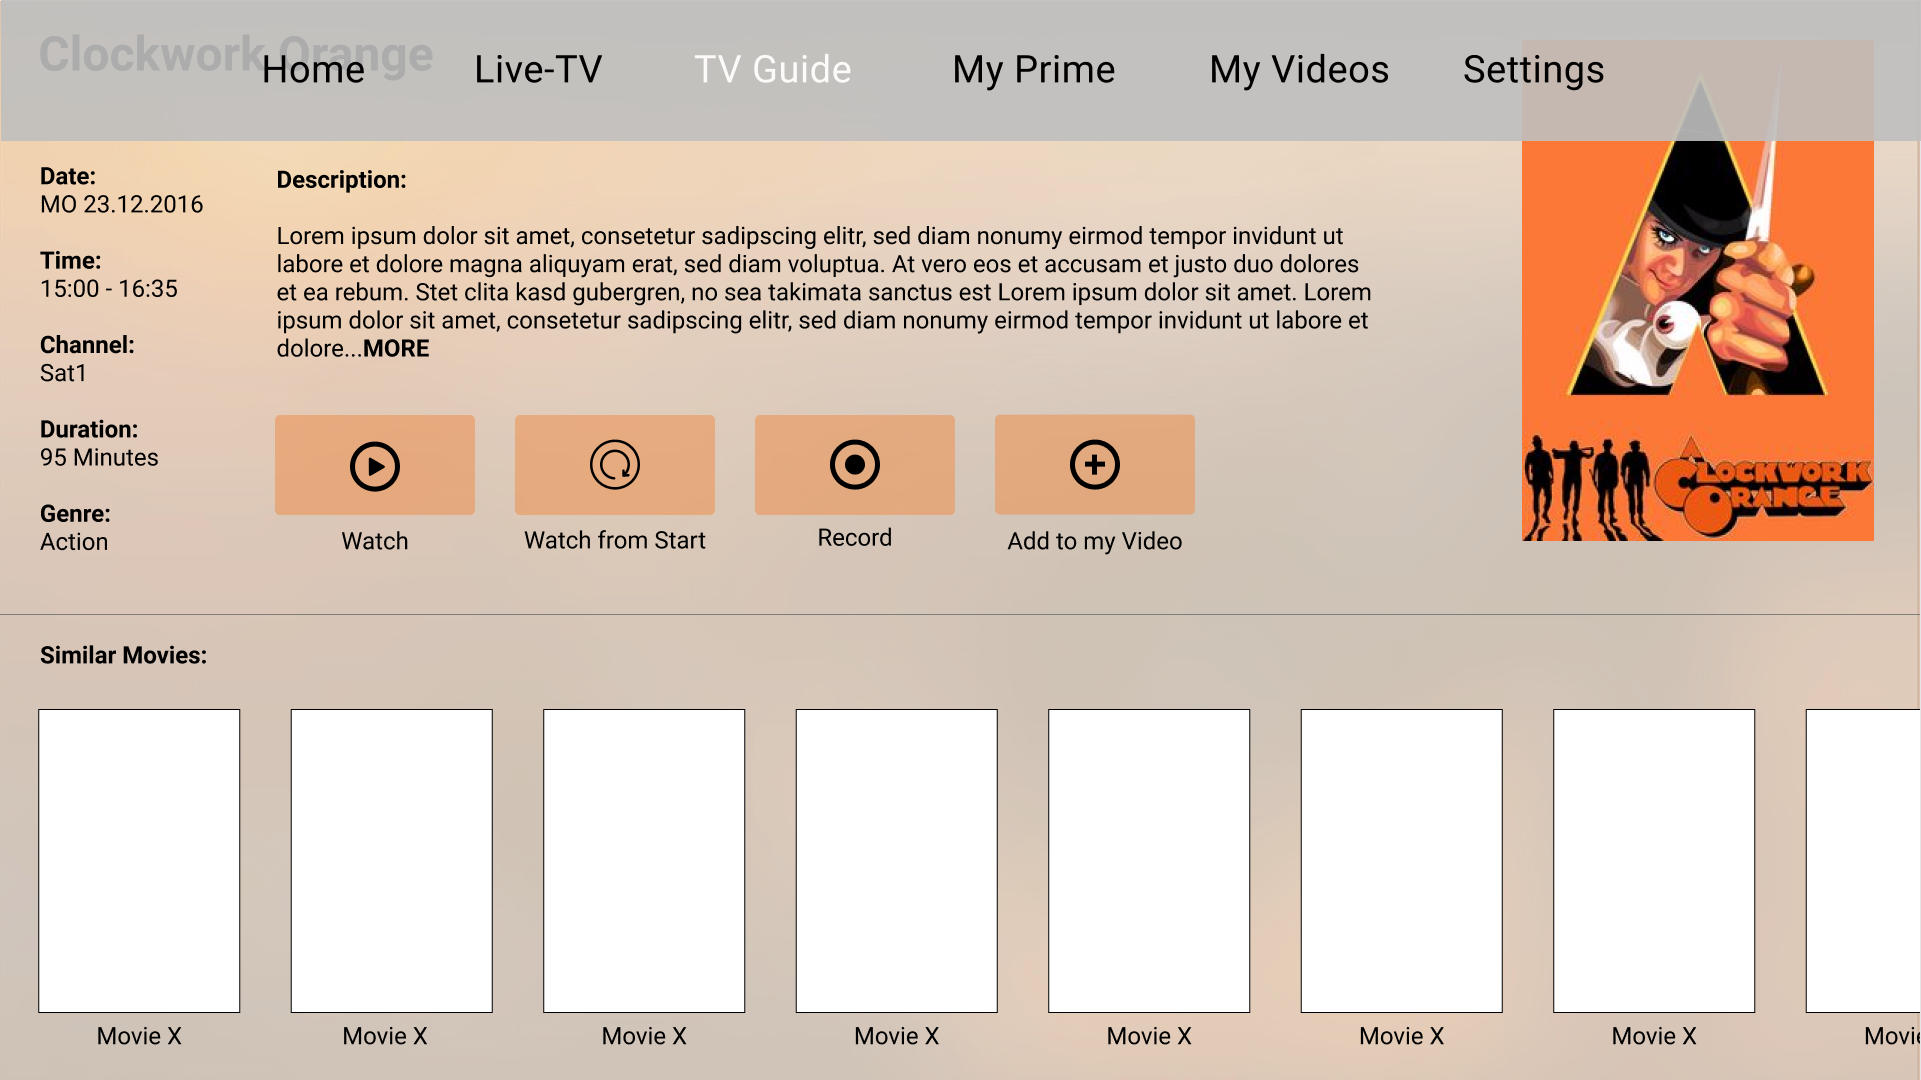 Clockwork Orange
Home Live-TV TV Guide My Prime My Videos Settings
Date:
MO 23.12.2016
Time:
15:00 - 16:35
Channel:
Sat1
Duration:
95 Minutes
Genre:
Action
Description:
Lorem ipsum dolor sit amet, consetetur sadipscing elitr, sed diam nonumy eirmod tempor invidunt ut
labore et dolore magna aliquyam erat, sed diam voluptua. At vero eos et accusam et justo duo dolores
et ea rebum. Stet clita kasd gubergren, no sea takimata sanctus est Lorem ipsum dolor sit amet. Lorem
ipsum dolor sit amet, consetetur sadipscing elitr, sed diam nonumy eirmod tempor invidunt ut labore et
dolore...MORE
Watch Watch from Start Record Add to my Video
A
CLOCKWORK
ORANGE
Similar Movies:
Movie X Movie X Movie X Movie X Movie X Movie X Movie X